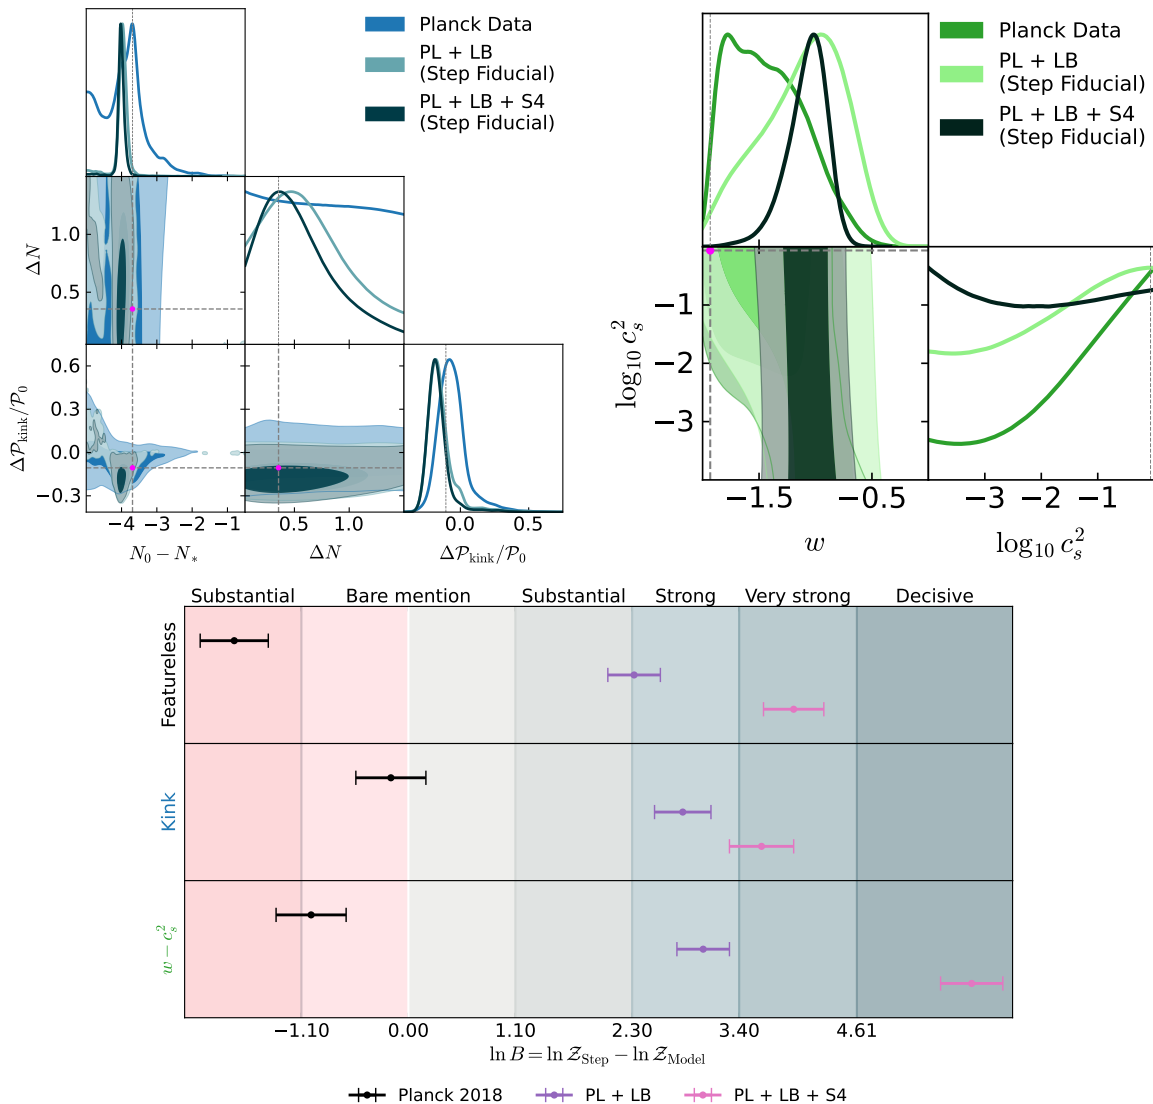 Planck Data
PL + LB
(Step Fiducial)
PL + LB + S4
(Step Fiducial)
ΔN
1.0
0.5
ΔP_kink/P_0
0.6
0.3
0.0
−0.3
−4 −3 −2 −1
N_0 − N_*
0.5 1.0
ΔN
0.0 0.5
ΔP_kink/P_0
Planck Data
PL + LB
(Step Fiducial)
PL + LB + S4
(Step Fiducial)
log_10 c_s^2
−1
−2
−3
−1.5 −0.5
w
−3 −2 −1
log_10 c_s^2
Substantial Bare mention Substantial Strong Very strong Decisive
Featureless
Kink
w − c_s^2
−1.10 0.00 1.10 2.30 3.40 4.61
ln B = ln Z_Step − ln Z_Model
Planck 2018 PL + LB PL + LB + S4